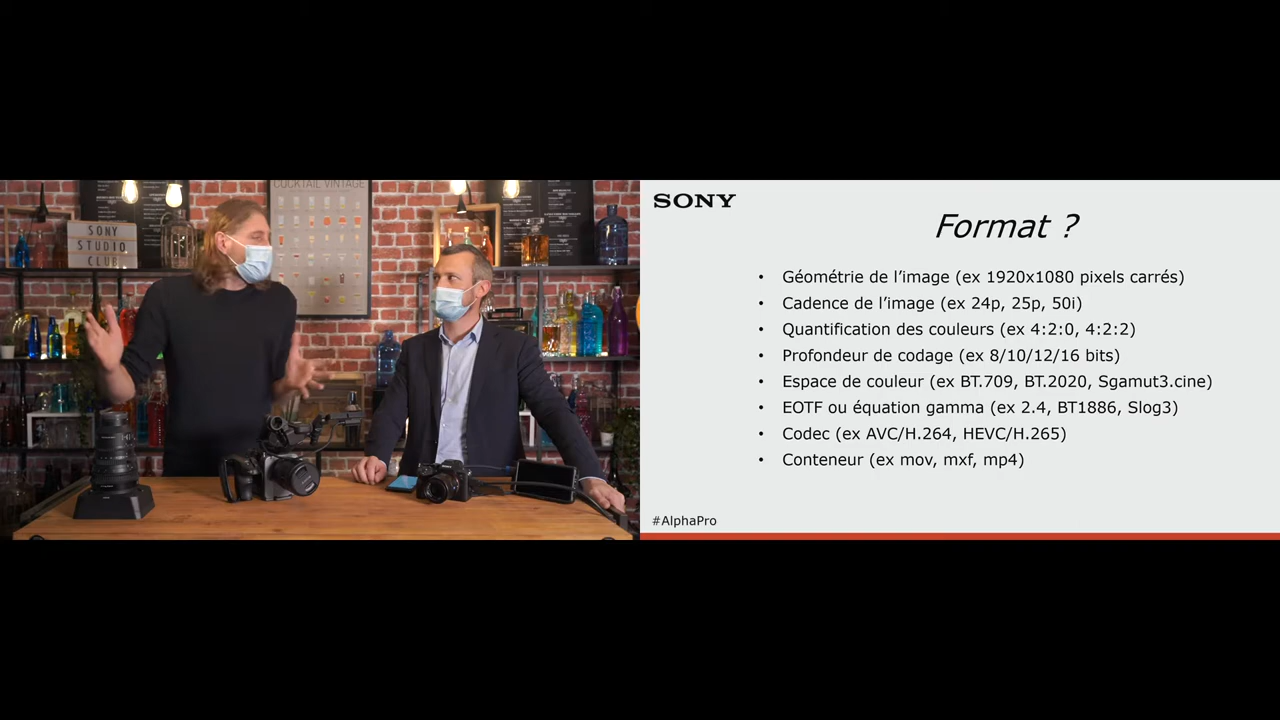 COCKTAIL VINTAGE
SONY
STUDIO
CLUB
SONY
Format ?
• Géométrie de l’image (ex 1920x1080 pixels carrés)
• Cadence de l’image (ex 24p, 25p, 50i)
• Quantification des couleurs (ex 4:2:0, 4:2:2)
• Profondeur de codage (ex 8/10/12/16 bits)
• Espace de couleur (ex BT.709, BT.2020, Sgamut3.cine)
• EOTF ou équation gamma (ex 2.4, BT1886, Slog3)
• Codec (ex AVC/H.264, HEVC/H.265)
• Conteneur (ex mov, mxf, mp4)
#AlphaPro